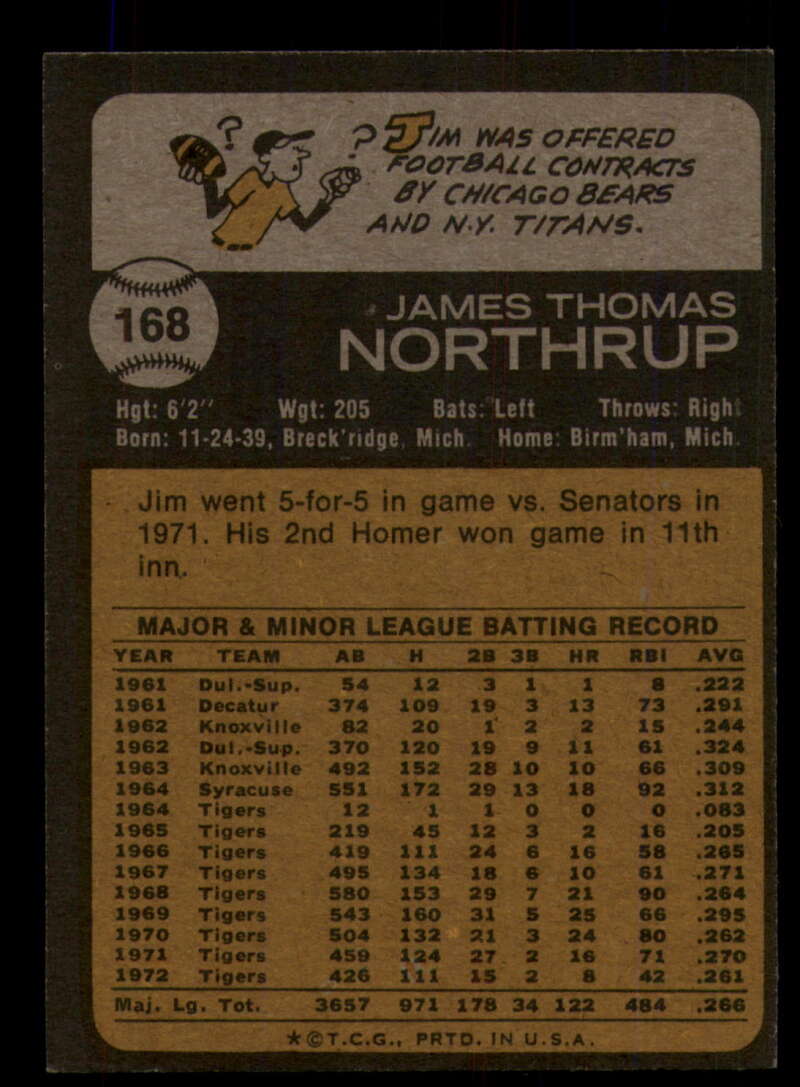 ? ? JIM WAS OFFERED
FOOTBALL CONTRACTS
BY CHICAGO BEARS
AND N.Y. TITANS.
168
JAMES THOMAS
NORTHRUP
Hgt: 6'2" Wgt: 205 Bats: Left Throws: Right
Born: 11-24-39, Breck'ridge, Mich. Home: Birm'ham, Mich.
Jim went 5-for-5 in game vs. Senators in
1971. His 2nd Homer won game in 11th
inn.
MAJOR & MINOR LEAGUE BATTING RECORD
YEAR TEAM AB H 2B 3B HR RBI AVG
1961 Dul.-Sup. 54 12 3 1 1 8 .222
1961 Decatur 374 109 19 3 13 73 .291
1962 Knoxville 82 20 1 2 2 15 .244
1962 Dul.-Sup. 370 120 19 9 11 61 .324
1963 Knoxville 492 152 28 10 10 66 .309
1964 Syracuse 551 172 29 13 18 92 .312
1964 Tigers 12 1 1 0 0 0 .083
1965 Tigers 219 45 12 3 2 16 .205
1966 Tigers 419 111 24 6 16 58 .265
1967 Tigers 495 134 18 6 10 61 .271
1968 Tigers 580 153 29 7 21 90 .264
1969 Tigers 543 160 31 5 25 66 .295
1970 Tigers 504 132 21 3 24 80 .262
1971 Tigers 459 124 27 2 16 71 .270
1972 Tigers 426 111 15 2 8 42 .261
Maj. Lg. Tot. 3657 971 178 34 122 484 .266
★©T.C.G., PRTD. IN U.S.A.